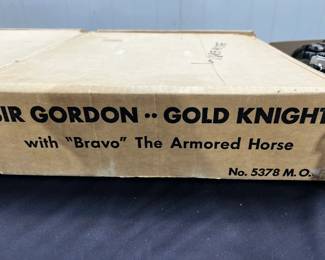 SIR GORDON •• GOLD KNIGHT
with "Bravo" The Armored Horse
No. 5378 M.O.